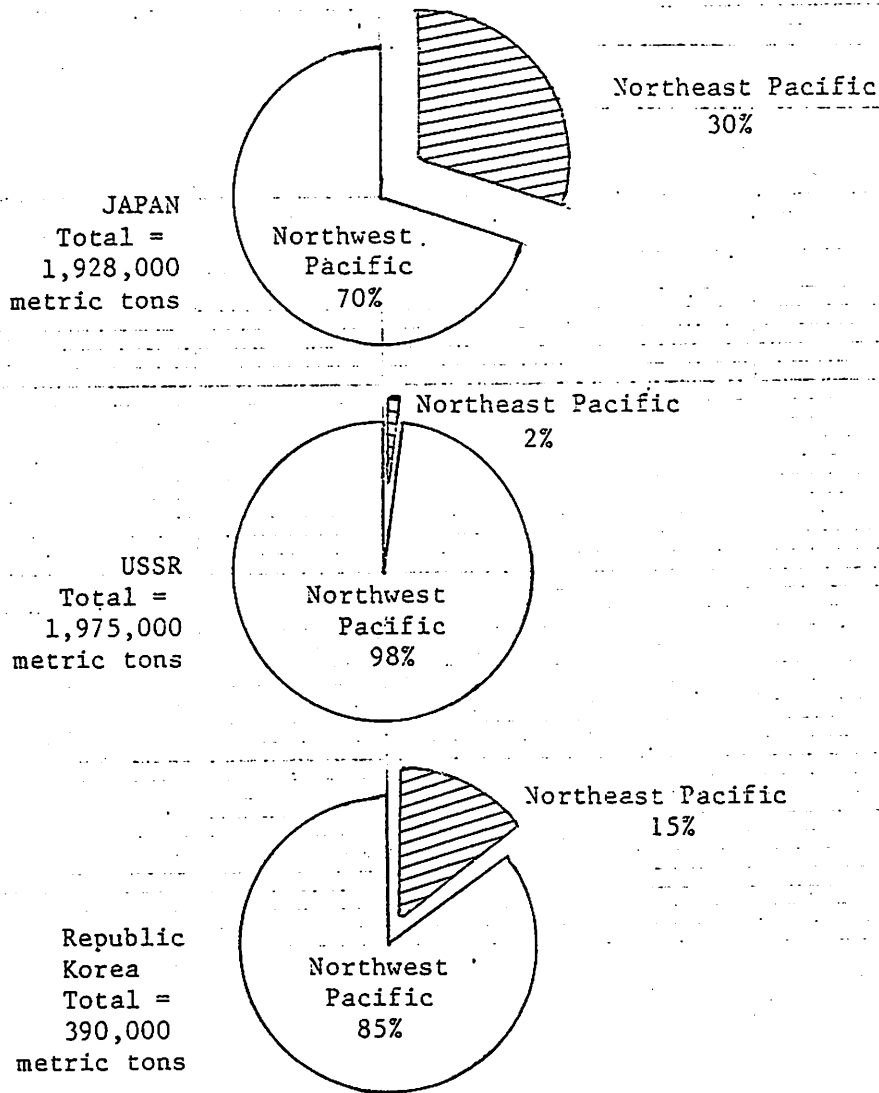 Northeast Pacific
30%
JAPAN
Total =
1,928,000
metric tons
Northwest
Pacific
70%
Northeast Pacific
2%
USSR
Total =
1,975,000
metric tons
Northwest
Pacific
98%
Northeast Pacific
15%
Republic
Korea
Total =
390,000
metric tons
Northwest
Pacific
85%